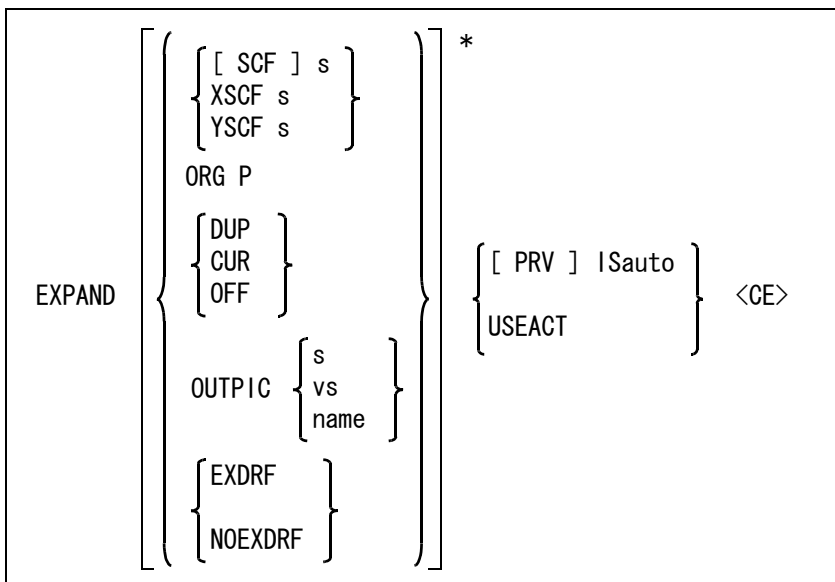 *
[ SCF ] s
XSCF s
YSCF s
ORG P
DUP
CUR
OFF
EXPAND
[ PRV ] ISauto
USEACT
<CE>
OUTPIC
s
vs
name
EXDRF
NOEXDRF